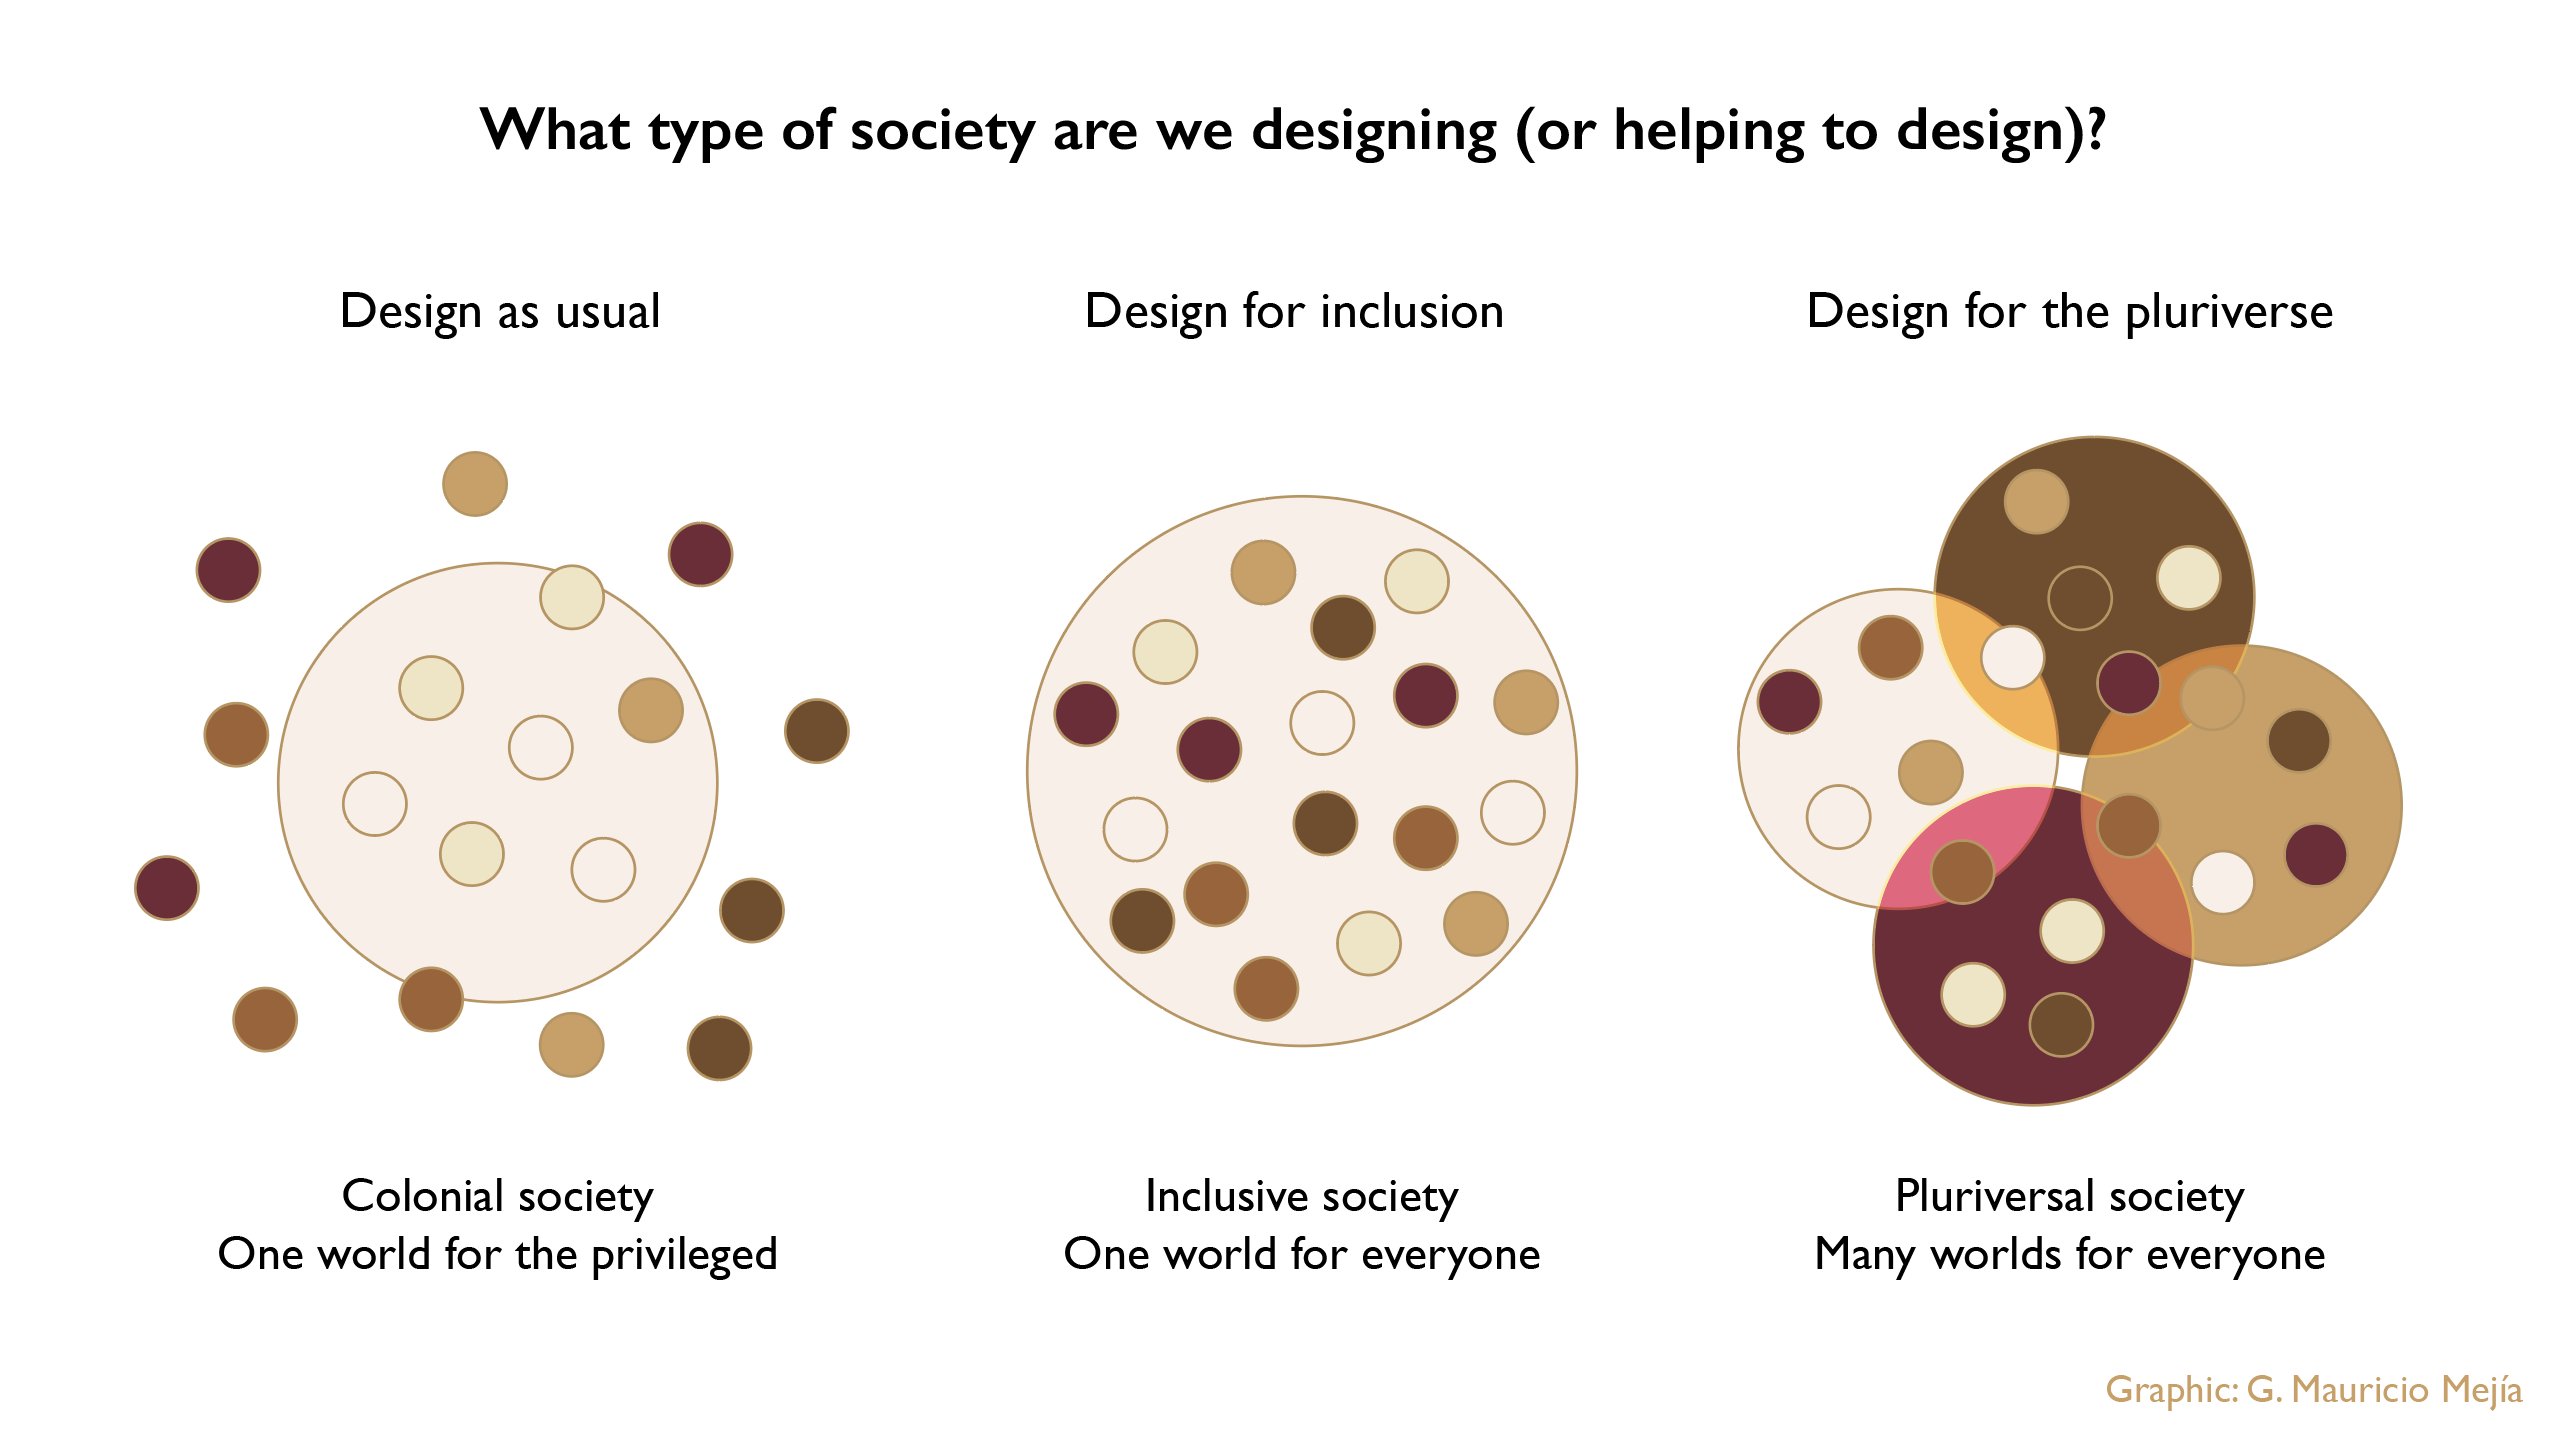 What type of society are we designing (or helping to design)?
Design as usual
Design for inclusion
Design for the pluriverse
Colonial society
One world for the privileged
Inclusive society
One world for everyone
Pluriversal society
Many worlds for everyone
Graphic: G. Mauricio Mejía